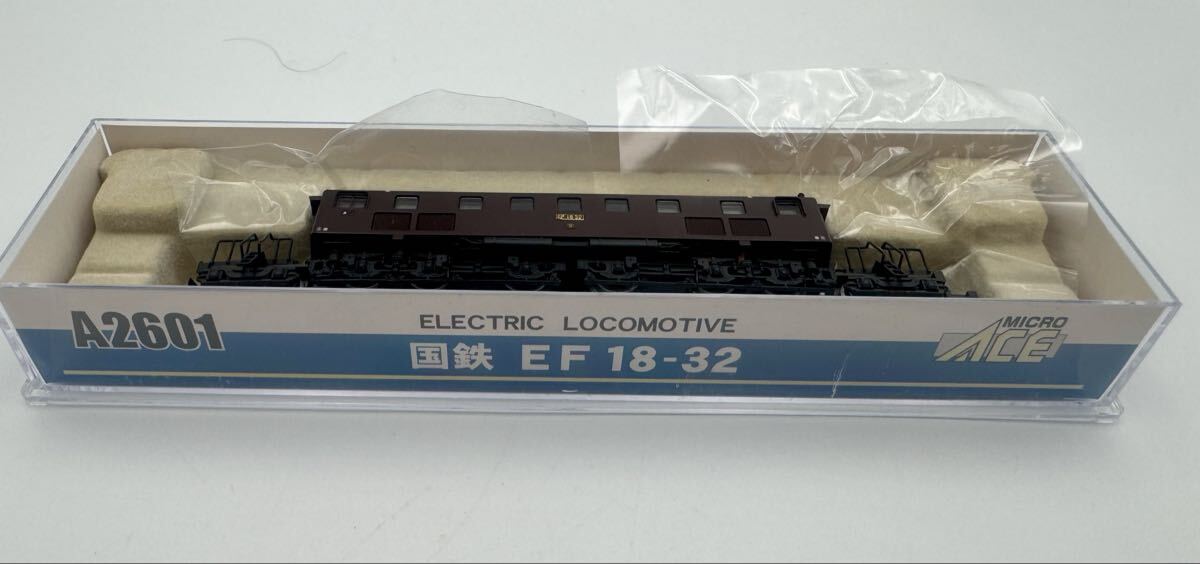 A2601
ELECTRIC LOCOMOTIVE
国鉄 EF 18-32
MICRO
ACE